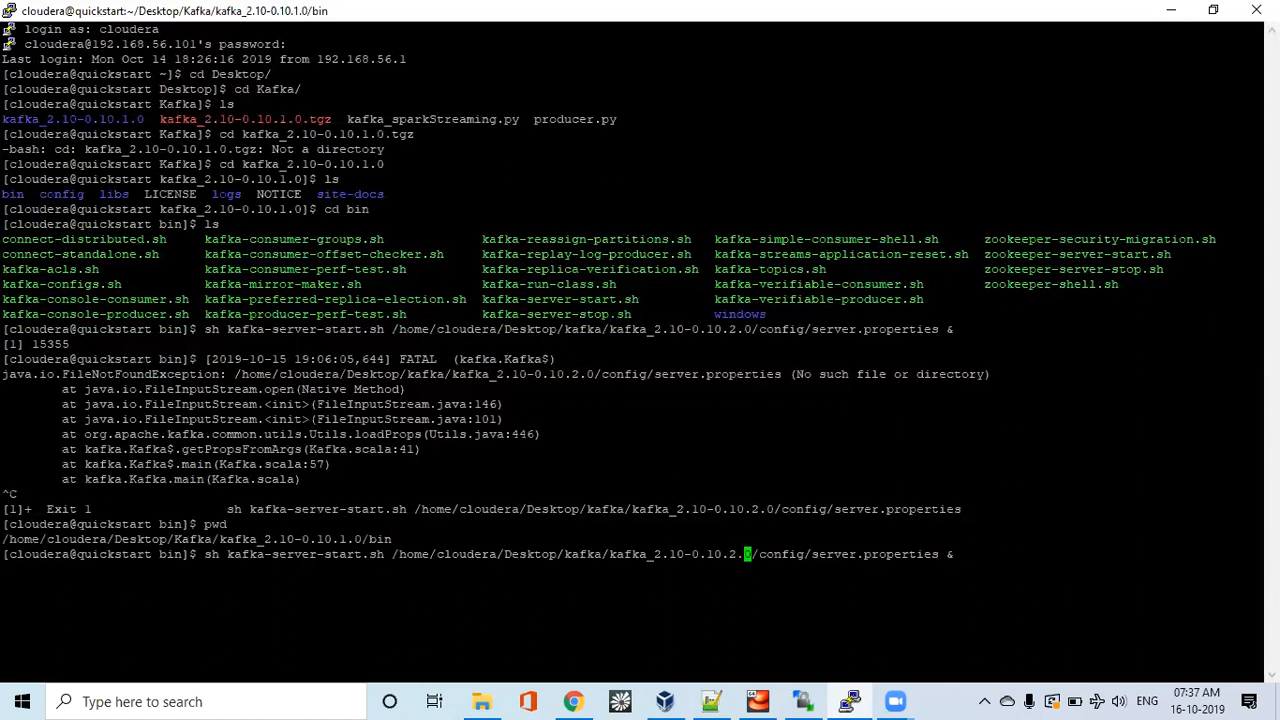 cloudera@quickstart:~/Desktop/Kafka/kafka_2.10-0.10.1.0/bin
login as: cloudera
cloudera@192.168.56.101's password:
Last login: Mon Oct 14 18:26:16 2019 from 192.168.56.1
[cloudera@quickstart ~]$ cd Desktop/
[cloudera@quickstart Desktop]$ cd Kafka/
[cloudera@quickstart Kafka]$ ls
kafka_2.10-0.10.1.0  kafka_2.10-0.10.1.0.tgz  kafka_sparkStreaming.py  producer.py
[cloudera@quickstart Kafka]$ cd kafka_2.10-0.10.1.0.tgz
-bash: cd: kafka_2.10-0.10.1.0.tgz: Not a directory
[cloudera@quickstart Kafka]$ cd kafka_2.10-0.10.1.0
[cloudera@quickstart kafka_2.10-0.10.1.0]$ ls
bin  config  libs  LICENSE  logs  NOTICE  site-docs
[cloudera@quickstart kafka_2.10-0.10.1.0]$ cd bin
[cloudera@quickstart bin]$ ls
connect-distributed.sh  kafka-consumer-groups.sh  kafka-reassign-partitions.sh  kafka-simple-consumer-shell.sh  zookeeper-security-migration.sh
connect-standalone.sh  kafka-consumer-offset-checker.sh  kafka-replay-log-producer.sh  kafka-streams-application-reset.sh  zookeeper-server-start.sh
kafka-acls.sh  kafka-consumer-perf-test.sh  kafka-replica-verification.sh  kafka-topics.sh  zookeeper-server-stop.sh
kafka-configs.sh  kafka-mirror-maker.sh  kafka-run-class.sh  kafka-verifiable-consumer.sh  zookeeper-shell.sh
kafka-console-consumer.sh  kafka-preferred-replica-election.sh  kafka-server-start.sh  kafka-verifiable-producer.sh
kafka-console-producer.sh  kafka-producer-perf-test.sh  kafka-server-stop.sh  windows
[cloudera@quickstart bin]$ sh kafka-server-start.sh /home/cloudera/Desktop/kafka/kafka_2.10-0.10.2.0/config/server.properties &
[1] 15355
[cloudera@quickstart bin]$ [2019-10-15 19:06:05,644] FATAL  (kafka.Kafka$)
java.io.FileNotFoundException: /home/cloudera/Desktop/kafka/kafka_2.10-0.10.2.0/config/server.properties (No such file or directory)
at java.io.FileInputStream.open(Native Method)
at java.io.FileInputStream.<init>(FileInputStream.java:146)
at java.io.FileInputStream.<init>(FileInputStream.java:101)
at org.apache.kafka.common.utils.Utils.loadProps(Utils.java:446)
at kafka.Kafka$.getPropsFromArgs(Kafka.scala:41)
at kafka.Kafka$.main(Kafka.scala:57)
at kafka.Kafka.main(Kafka.scala)
^C
[1]+  Exit 1  sh kafka-server-start.sh /home/cloudera/Desktop/kafka/kafka_2.10-0.10.2.0/config/server.properties
[cloudera@quickstart bin]$ pwd
/home/cloudera/Desktop/Kafka/kafka_2.10-0.10.1.0/bin
[cloudera@quickstart bin]$ sh kafka-server-start.sh /home/cloudera/Desktop/kafka/kafka_2.10-0.10.2.0/config/server.properties &
Type here to search
ENG
07:37 AM
16-10-2019